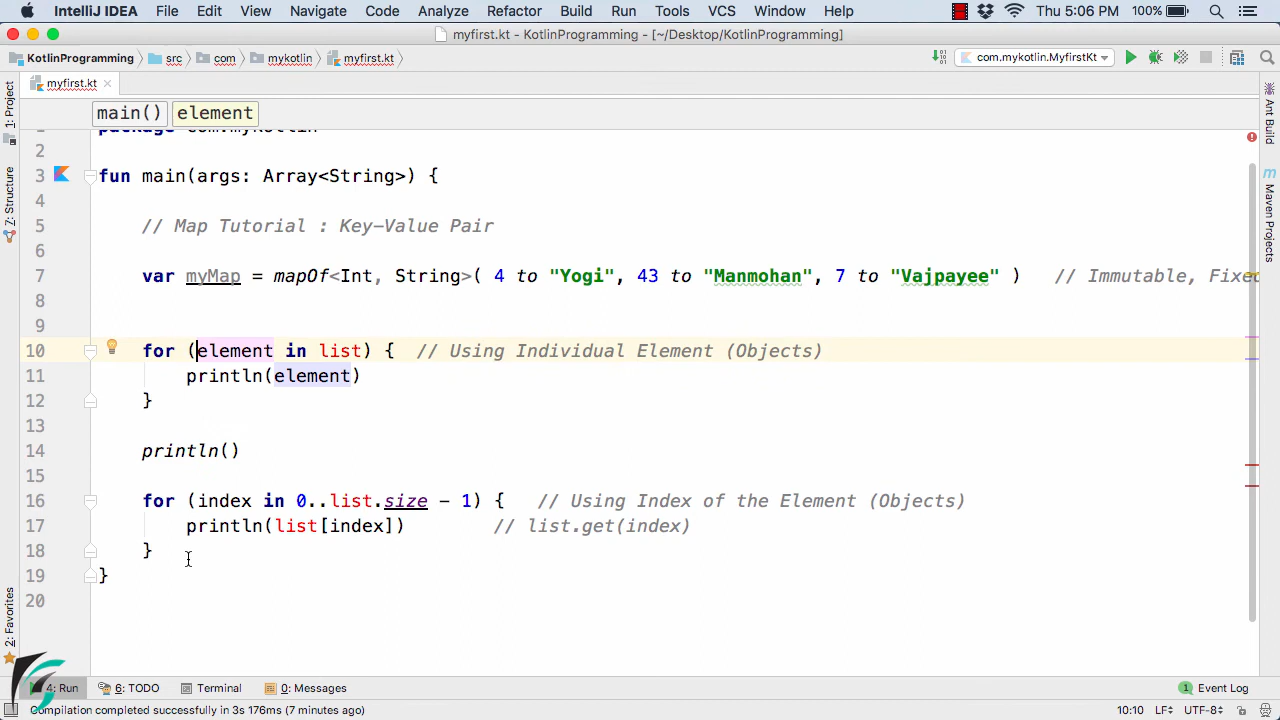 IntelliJ IDEA File Edit View Navigate Code Analyze Refactor Build Run Tools VCS Window Help 100% Thu 5:06 PM
myfirst.kt - KotlinProgramming - [~/Desktop/KotlinProgramming]
KotlinProgramming src com mykotlin myfirst.kt com.mykotlin.MyfirstKt
myfirst.kt
main() element
1: Project
7: Structure
2: Favorites
Ant Build
m Maven Projects
1 package com.mykotlin
2
3 fun main(args: Array<String>) {
4
5 // Map Tutorial : Key-Value Pair
6
7 var myMap = mapOf<Int, String>( 4 to "Yogi", 43 to "Manmohan", 7 to "Vajpayee" ) // Immutable, Fixed
8
9
10 for (element in list) { // Using Individual Element (Objects)
11 println(element)
12 }
13
14 println()
15
16 for (index in 0..list.size - 1) { // Using Index of the Element (Objects)
17 println(list[index]) // list.get(index)
18 }
19 }
20
4: Run 6: TODO Terminal 0: Messages 1 Event Log
Compilation completed successfully in 3s 176ms (7 minutes ago) 10:10 LF÷ UTF-8÷